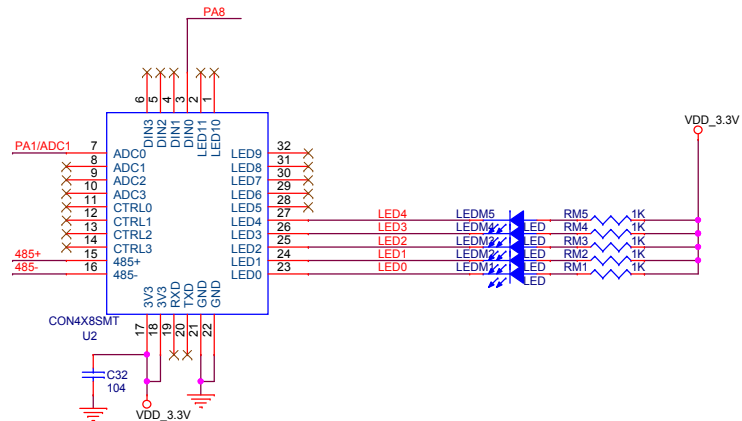 PA8
6 5 4 3 2 1
DIN3 DIN2 DIN1 DIN0 LED11 LED10
VDD_3.3V
PA1/ADC1 7 ADC0 LED9 32
8 ADC1 LED8 31
9 ADC2 LED7 30
10 ADC3 LED6 29
11 CTRL0 LED5 28
12 CTRL1 LED4 27 LED4 LEDM5 RM5 1K
13 CTRL2 LED3 26 LED3 LED RM4 1K
14 CTRL3 LED2 25 LED2 LED RM3 1K
485+ 15 485+ LED1 24 LED1 LEDM2 LED RM2 1K
485- 16 485- LED0 23 LED0 LEDM1 LED RM1 1K
LED
3V3 3V3 RXD TXD GND GND
17 18 19 20 21 22
CON4X8SMT
U2
C32
104
VDD_3.3V